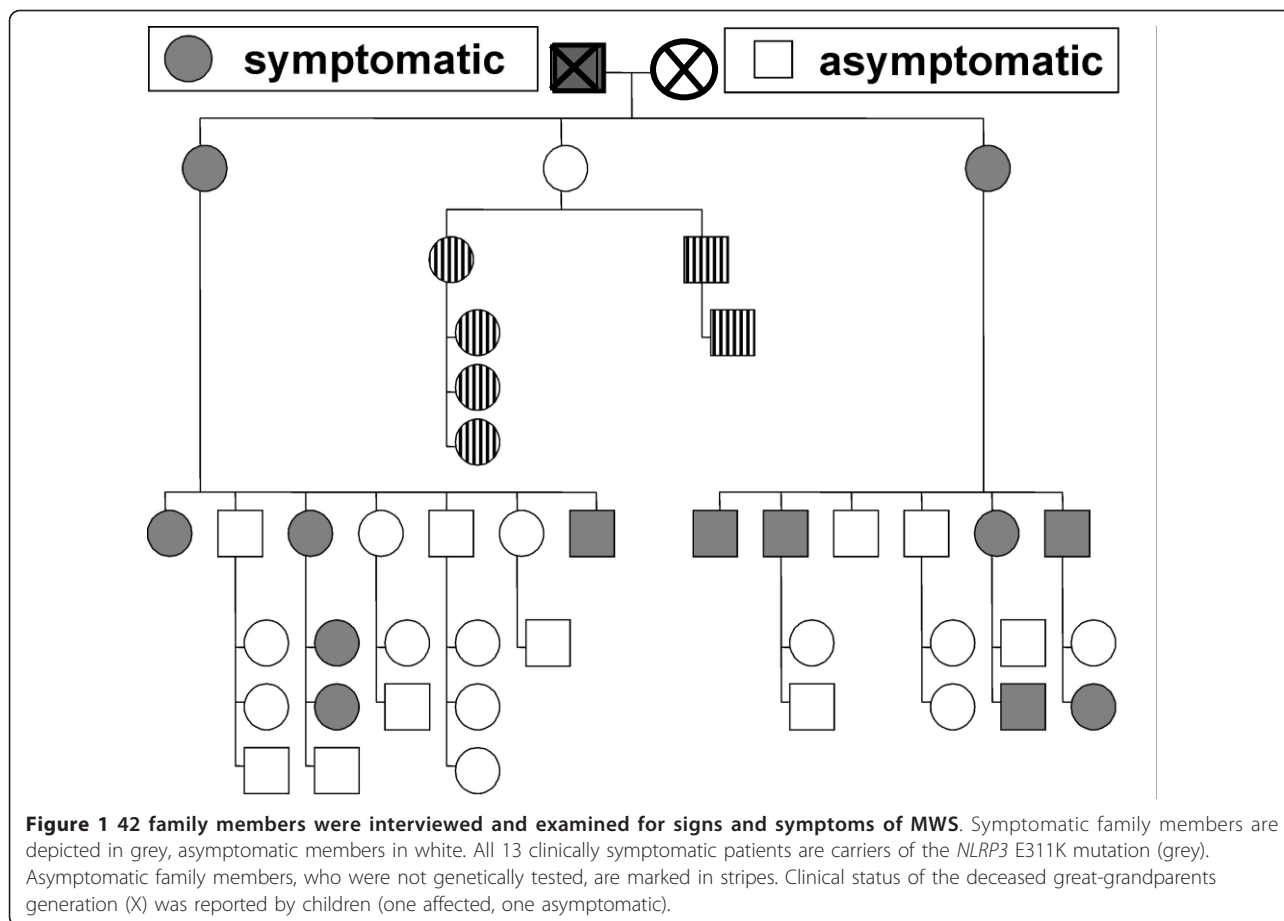 symptomatic
asymptomatic
Figure 1 42 family members were interviewed and examined for signs and symptoms of MWS. Symptomatic family members are
depicted in grey, asymptomatic members in white. All 13 clinically symptomatic patients are carriers of the NLRP3 E311K mutation (grey).
Asymptomatic family members, who were not genetically tested, are marked in stripes. Clinical status of the deceased great-grandparents
generation (X) was reported by children (one affected, one asymptomatic).